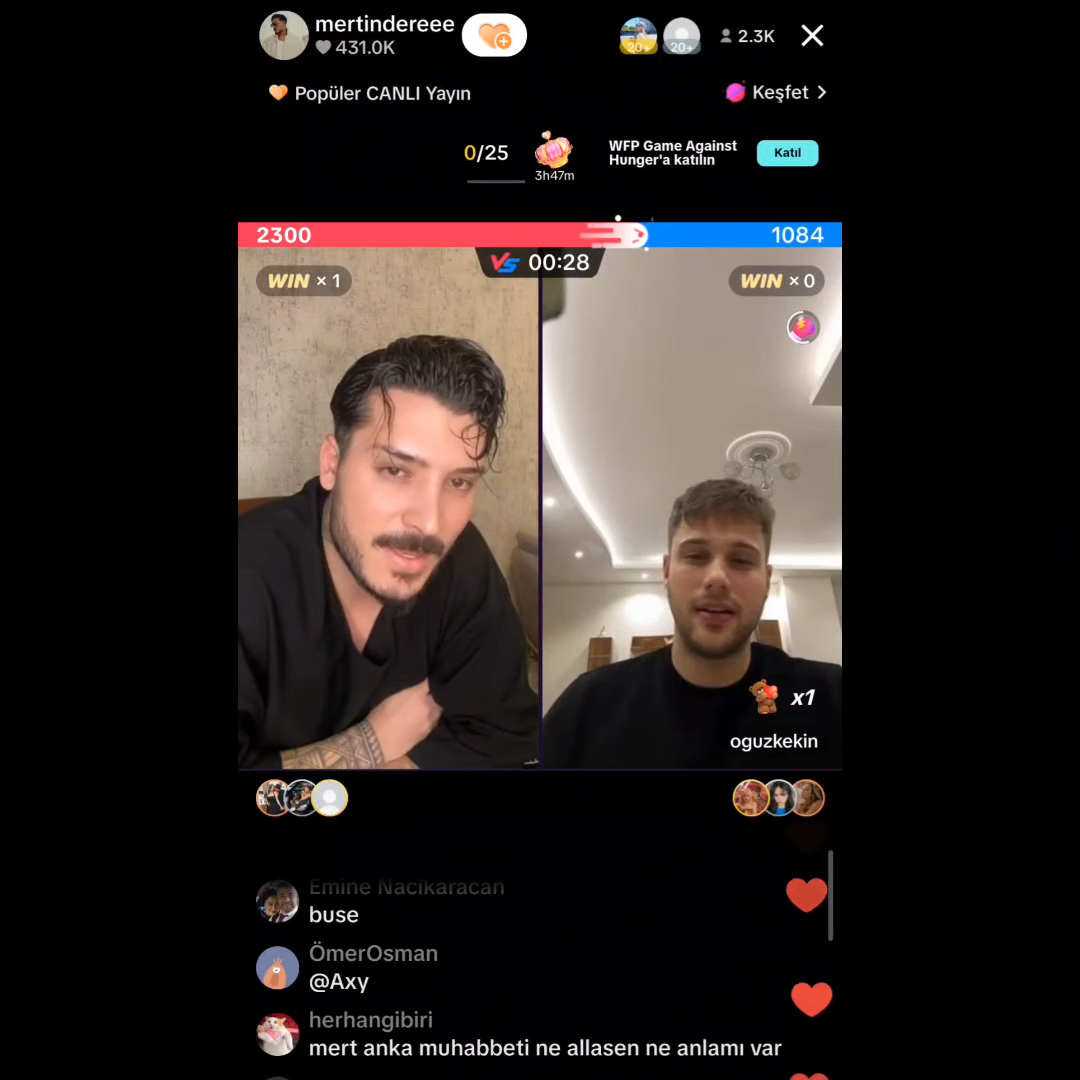 mertindereee
431.0K
20+
20+
2.3K
Popüler CANLI Yayın
Keşfet
0/25
3h47m
WFP Game Against
Hunger'a katılın
Katıl
2300
1084
VS 00:28
WIN × 1
WIN × 0
x1
oguzkekin
Emine Nacikaracan
buse
ÖmerOsman
@Axy
herhangibiri
mert anka muhabbeti ne allasen ne anlamı var